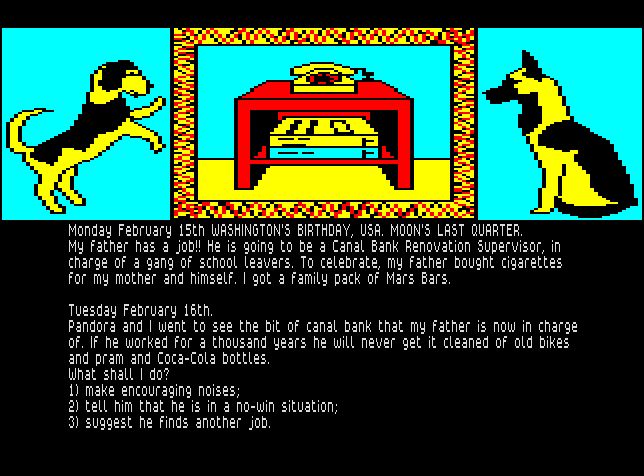 Monday February 15th WASHINGTON'S BIRTHDAY, USA. MOON'S LAST QUARTER.
My father has a job!! He is going to be a Canal Bank Renovation Supervisor, in
charge of a gang of school leavers. To celebrate, my father bought cigarettes
for my mother and himself. I got a family pack of Mars Bars.
Tuesday February 16th.
Pandora and I went to see the bit of canal bank that my father is now in charge
of. If he worked for a thousand years he will never get it cleaned of old bikes
and pram and Coca-Cola bottles.
What shall I do?
1) make encouraging noises;
2) tell him that he is in a no-win situation;
3) suggest he finds another job.